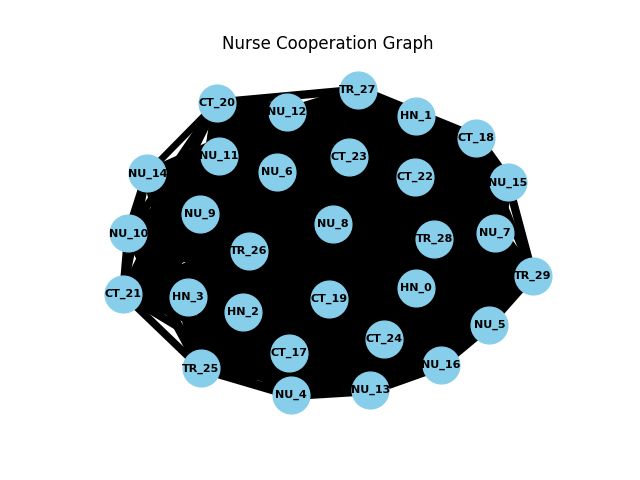 Nurse Cooperation Graph
TR_27
CT_20
NU_12
HN_1
CT_18
NU_11
CT_23
NU_6
NU_14
CT_22
NU_15
NU_9
NU_8
NU_10
NU_7
TR_28
TR_26
TR_29
HN_0
CT_21
HN_3
CT_19
HN_2
NU_5
CT_24
CT_17
NU_16
TR_25
NU_13
NU_4